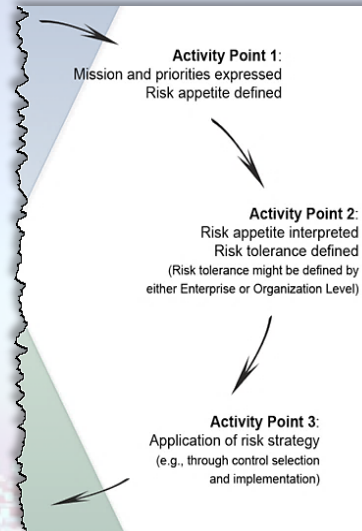 Activity Point 1:
Mission and priorities expressed
Risk appetite defined
Activity Point 2:
Risk appetite interpreted
Risk tolerance defined
(Risk tolerance might be defined by
either Enterprise or Organization Level)
Activity Point 3:
Application of risk strategy
(e.g., through control selection
and implementation)